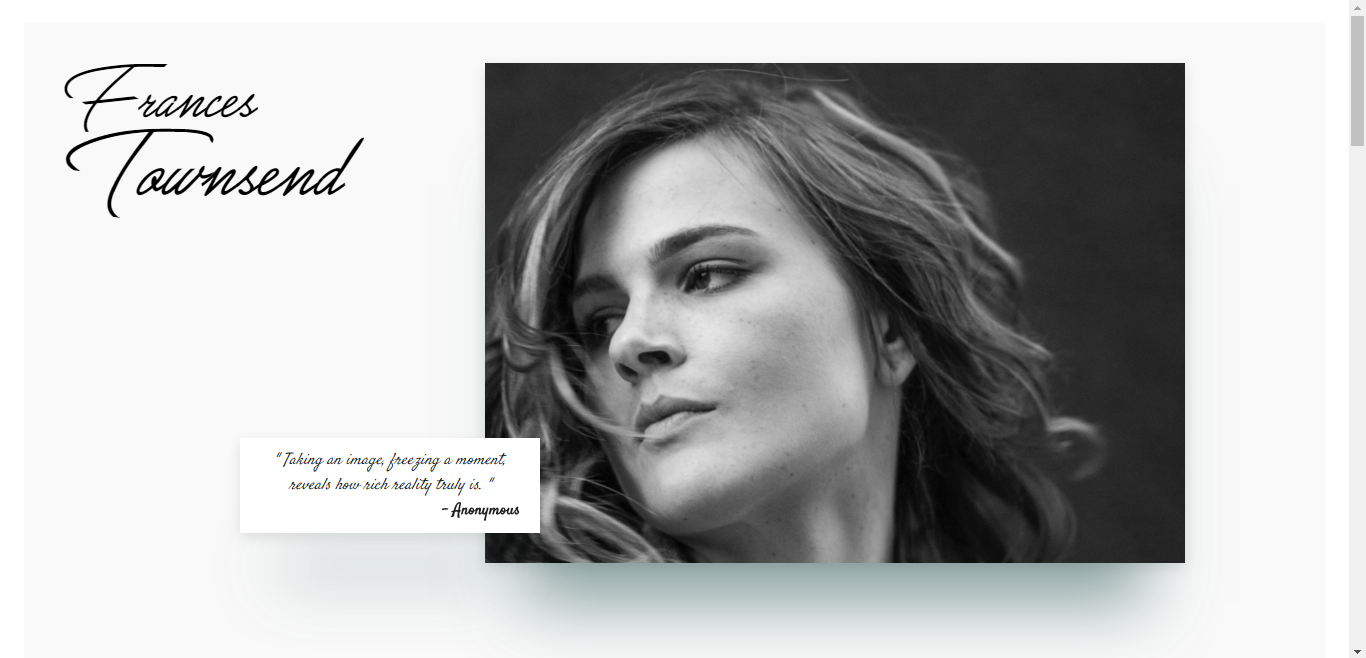 Frances
Townsend
" Taking an image, freezing a moment,
reveals how rich reality truly is. "
- Anonymous